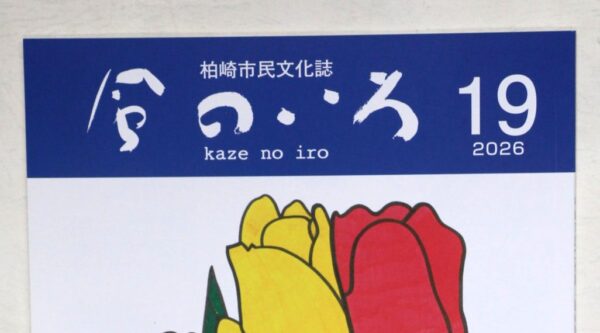 柏崎市民文化誌
風のいろ
19
kaze no iro
2026